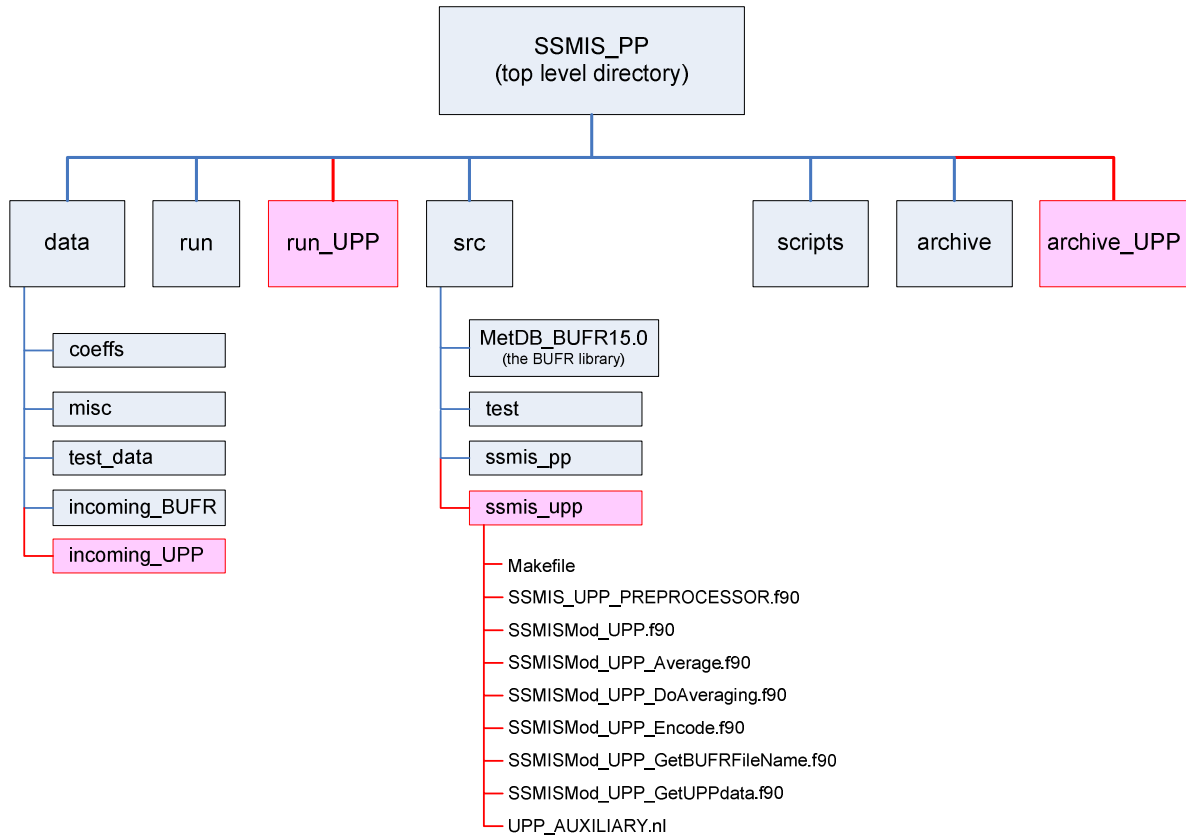 SSMIS_PP
(top level directory)
data
run
run_UPP
src
scripts
archive
archive_UPP
coeffs
misc
test_data
incoming_BUFR
incoming_UPP
MetDB_BUFR15.0
(the BUFR library)
test
ssmis_pp
ssmis_upp
Makefile
SSMIS_UPP_PREPROCESSOR.f90
SSMISMod_UPP.f90
SSMISMod_UPP_Average.f90
SSMISMod_UPP_DoAveraging.f90
SSMISMod_UPP_Encode.f90
SSMISMod_UPP_GetBUFRFileName.f90
SSMISMod_UPP_GetUPPdata.f90
UPP_AUXILIARY.nl